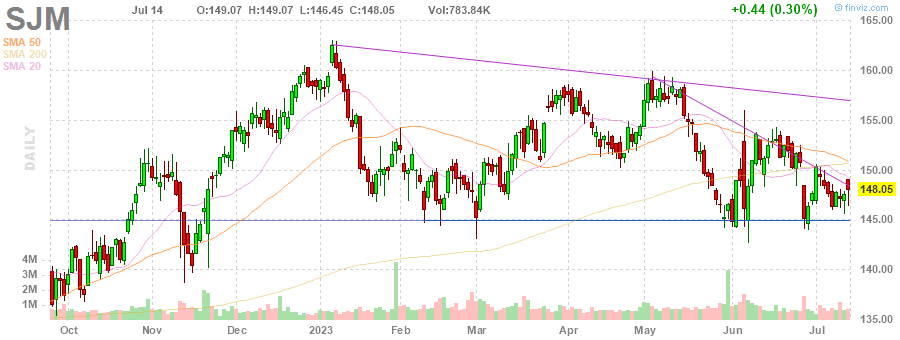 SJM Jul 14 O:149.07 H:149.07 L:146.45 C:148.05 Vol:783.84K +0.44 (0.30%)
© finviz.com
SMA 50
SMA 200
SMA 20
DAILY
165.00
160.00
155.00
150.00
148.05
145.00
140.00
135.00
4M
3M
2M
1M
Oct Nov Dec 2023 Feb Mar Apr May Jun Jul